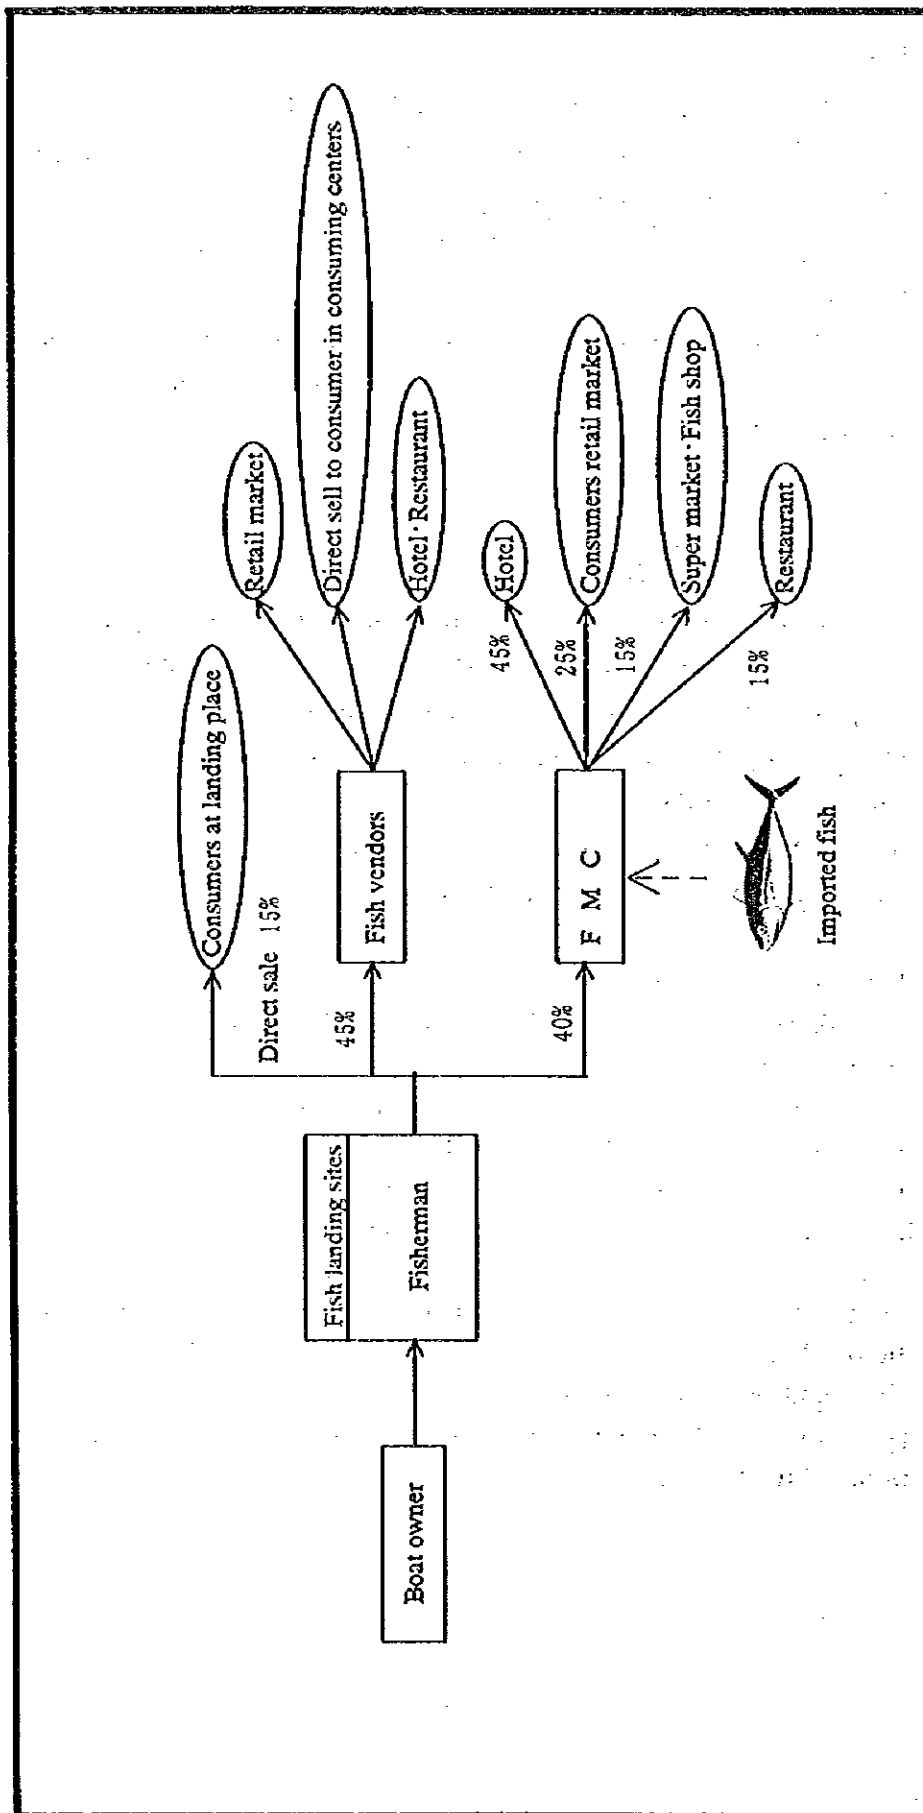 Boat owner
Fish landing sites
Fisherman
Direct sale 15%
45%
40%
Consumers at landing place
Fish vendors
F M C
Imported fish
Retail market
Direct sell to consumer in consuming centers
Hotel・Restaurant
45%
25%
15%
15%
Hotel
Consumers retail market
Super market・Fish shop
Restaurant